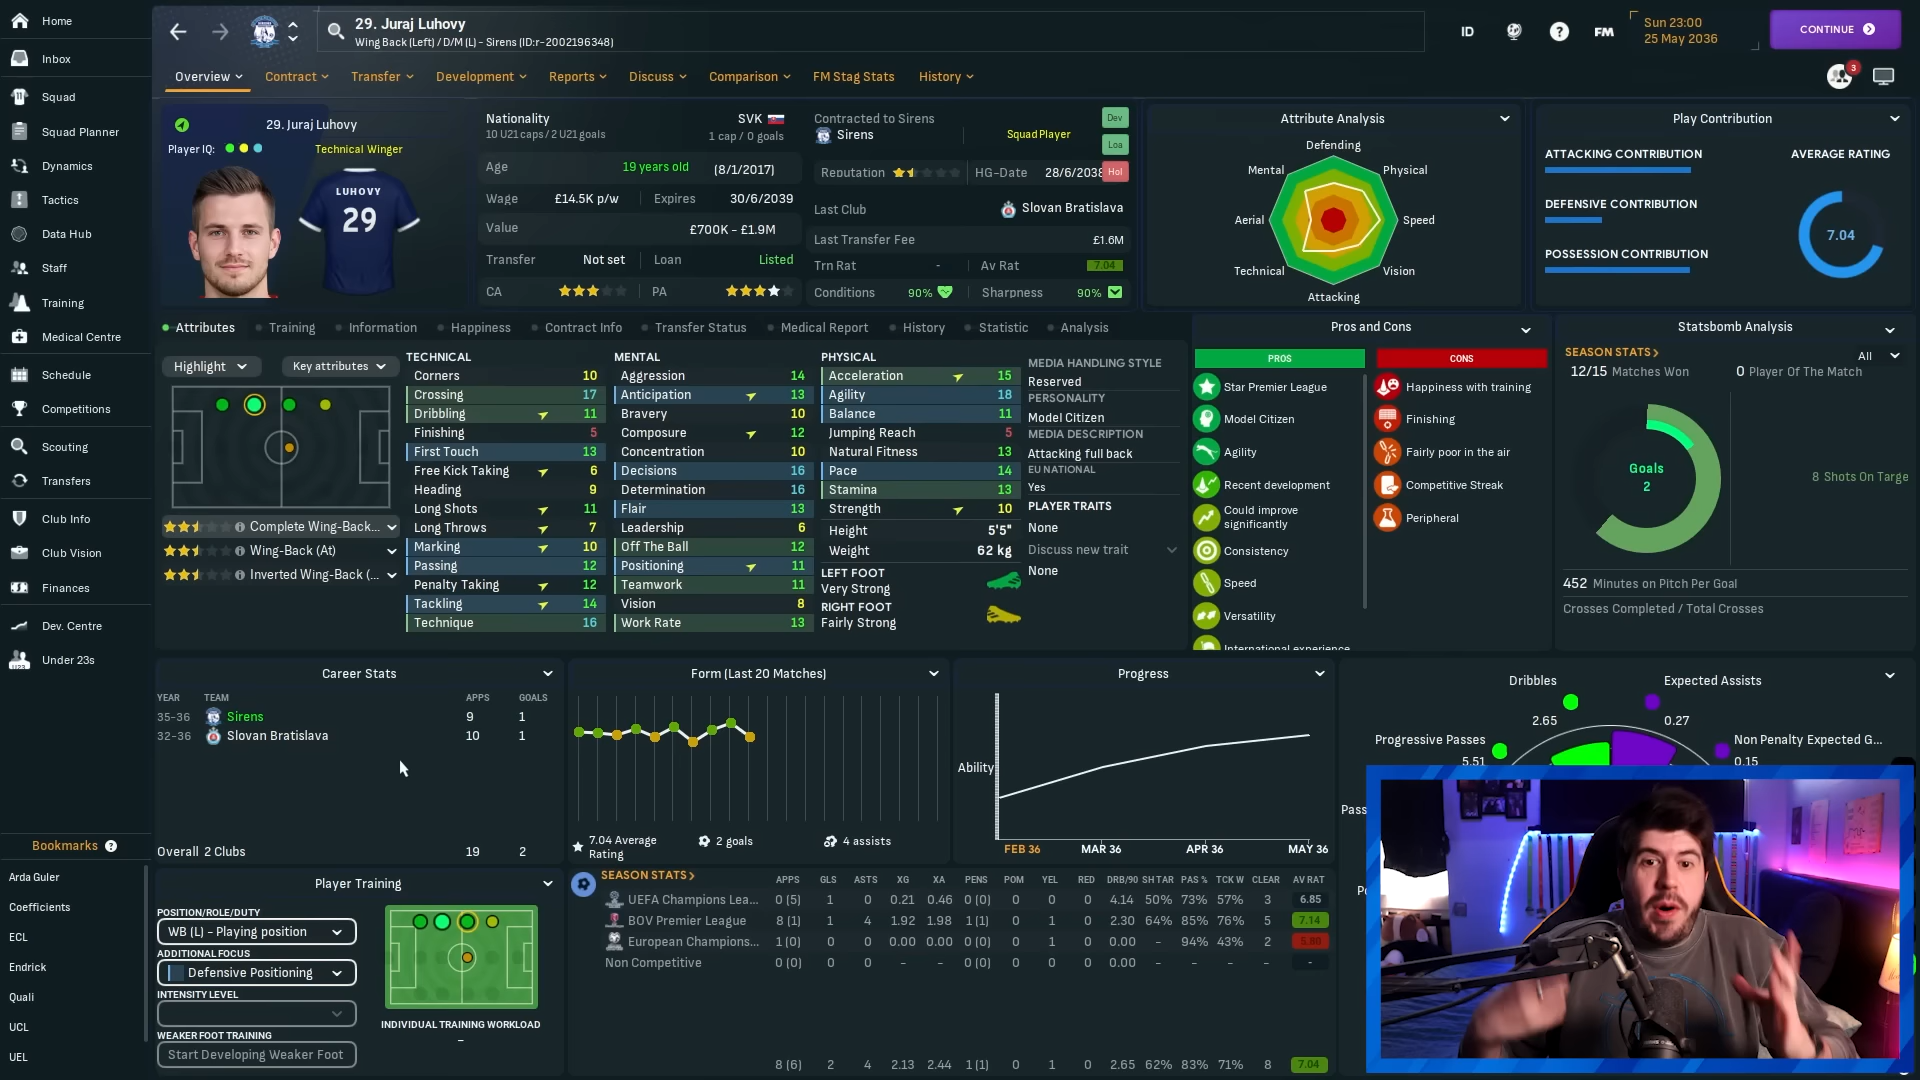 Home
Inbox
Squad
Squad Planner
Dynamics
Tactics
Data Hub
Staff
Training
Medical Centre
Schedule
Competitions
Scouting
Transfers
Club Info
Club Vision
Finances
Dev. Centre
Under 23s
Bookmarks ?
Arda Guler
Coefficients
ECL
Endrick
Quali
UCL
UEL
29. Juraj Luhovy
Wing Back (Left) / D/M (L) - Sirens (ID:r-2002196348)
ID
?
FM
Sun 23:00
25 May 2036
CONTINUE
Overview Contract Transfer Development Reports Discuss Comparison FM Stag Stats History
3
29. Juraj Luhovy
Player IQ:
Technical Winger
LUHOVY
29
Nationality SVK
10 U21 caps / 2 U21 goals 1 cap / 0 goals
Age 19 years old (8/1/2017)
Wage £14.5K p/w Expires 30/6/2039
Value £700K - £1.9M
Transfer Not set Loan Listed
CA PA
Contracted to Sirens
Sirens Squad Player
Reputation HG-Date 28/6/2038
Last Club Slovan Bratislava
Last Transfer Fee £1.6M
Trn Rat - Av Rat 7.04
Conditions 90% Sharpness 90%
Dev
Loa
Hol
Attribute Analysis
Defending
Mental Physical
Aerial Speed
Technical Vision
Attacking
Play Contribution
ATTACKING CONTRIBUTION
DEFENSIVE CONTRIBUTION
POSSESSION CONTRIBUTION
AVERAGE RATING
7.04
Attributes Training Information Happiness Contract Info Transfer Status Medical Report History Statistic Analysis
Highlight Key attributes
Complete Wing-Back...
Wing-Back (At)
Inverted Wing-Back (...
TECHNICAL
Corners 10
Crossing 17
Dribbling 11
Finishing 5
First Touch 13
Free Kick Taking 6
Heading 9
Long Shots 11
Long Throws 7
Marking 10
Passing 12
Penalty Taking 12
Tackling 14
Technique 16
MENTAL
Aggression 14
Anticipation 13
Bravery 10
Composure 12
Concentration 10
Decisions 16
Determination 16
Flair 13
Leadership 6
Off The Ball 12
Positioning 11
Teamwork 11
Vision 8
Work Rate 13
PHYSICAL
Acceleration 15
Agility 18
Balance 11
Jumping Reach 5
Natural Fitness 13
Pace 14
Stamina 13
Strength 10
Height 5'5"
Weight 62 kg
LEFT FOOT
Very Strong
RIGHT FOOT
Fairly Strong
MEDIA HANDLING STYLE
Reserved
PERSONALITY
Model Citizen
MEDIA DESCRIPTION
Attacking full back
EU NATIONAL
Yes
PLAYER TRAITS
None
Discuss new trait
None
Pros and Cons
PROS
Star Premier League
Model Citizen
Agility
Recent development
Could improve
significantly
Consistency
Speed
Versatility
International experience
CONS
Happiness with training
Finishing
Fairly poor in the air
Competitive Streak
Peripheral
Statsbomb Analysis
SEASON STATS > All
12/15 Matches Won 0 Player Of The Match
Goals
2
8 Shots On Targe
452 Minutes on Pitch Per Goal
Crosses Completed / Total Crosses
Career Stats
YEAR TEAM APPS GOALS
35-36 Sirens 9 1
32-36 Slovan Bratislava 10 1
Overall 2 Clubs 19 2
Form (Last 20 Matches)
7.04 Average
Rating
2 goals
4 assists
Progress
Ability
FEB 36 MAR 36 APR 36 MAY 36
Dribbles Expected Assists
2.65 0.27
Progressive Passes Non Penalty Expected G...
5.51 0.15
Pass
Po
Player Training
POSITION/ROLE/DUTY
WB (L) - Playing position
ADDITIONAL FOCUS
Defensive Positioning
INTENSITY LEVEL
WEAKER FOOT TRAINING
Start Developing Weaker Foot
INDIVIDUAL TRAINING WORKLOAD
-
SEASON STATS > APPS GLS ASTS XG XA PENS POM YEL RED DRB/90 SH TAR PAS % TCK W CLEAR AV RAT
UEFA Champions Lea... 0 (5) 1 0 0.21 0.46 0 (0) 0 0 0 4.14 50% 73% 57% 3 6.85
BOV Premier League 8 (1) 1 4 1.92 1.98 1 (1) 0 1 0 2.30 64% 85% 76% 5 7.14
European Champions... 1 (0) 0 0 0.00 0.00 0 (0) 0 1 0 0.00 - 94% 43% 2 5.80
Non Competitive 0 (0) 0 0 - - 0 (0) 0 0 0 0.00 - - - - -
8 (6) 2 4 2.13 2.44 1 (1) 0 1 0 2.65 62% 83% 71% 8 7.04